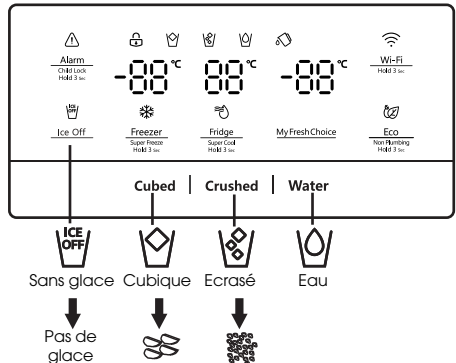 Alarm
Child Lock
Hold 3 Sec
-88 °C
88 °C
-88 °C
Wi-Fi
Hold 3 Sec
ICE OFF
Ice Off
Freezer
Super Freeze
Hold 3 Sec
Fridge
Super Cool
Hold 3 Sec
My Fresh Choice
Eco
Non Plumbing
Hold 3 Sec
Cubed | Crushed | Water
ICE
OFF
Sans glace Cubique Ecrasé Eau
Pas de
glace